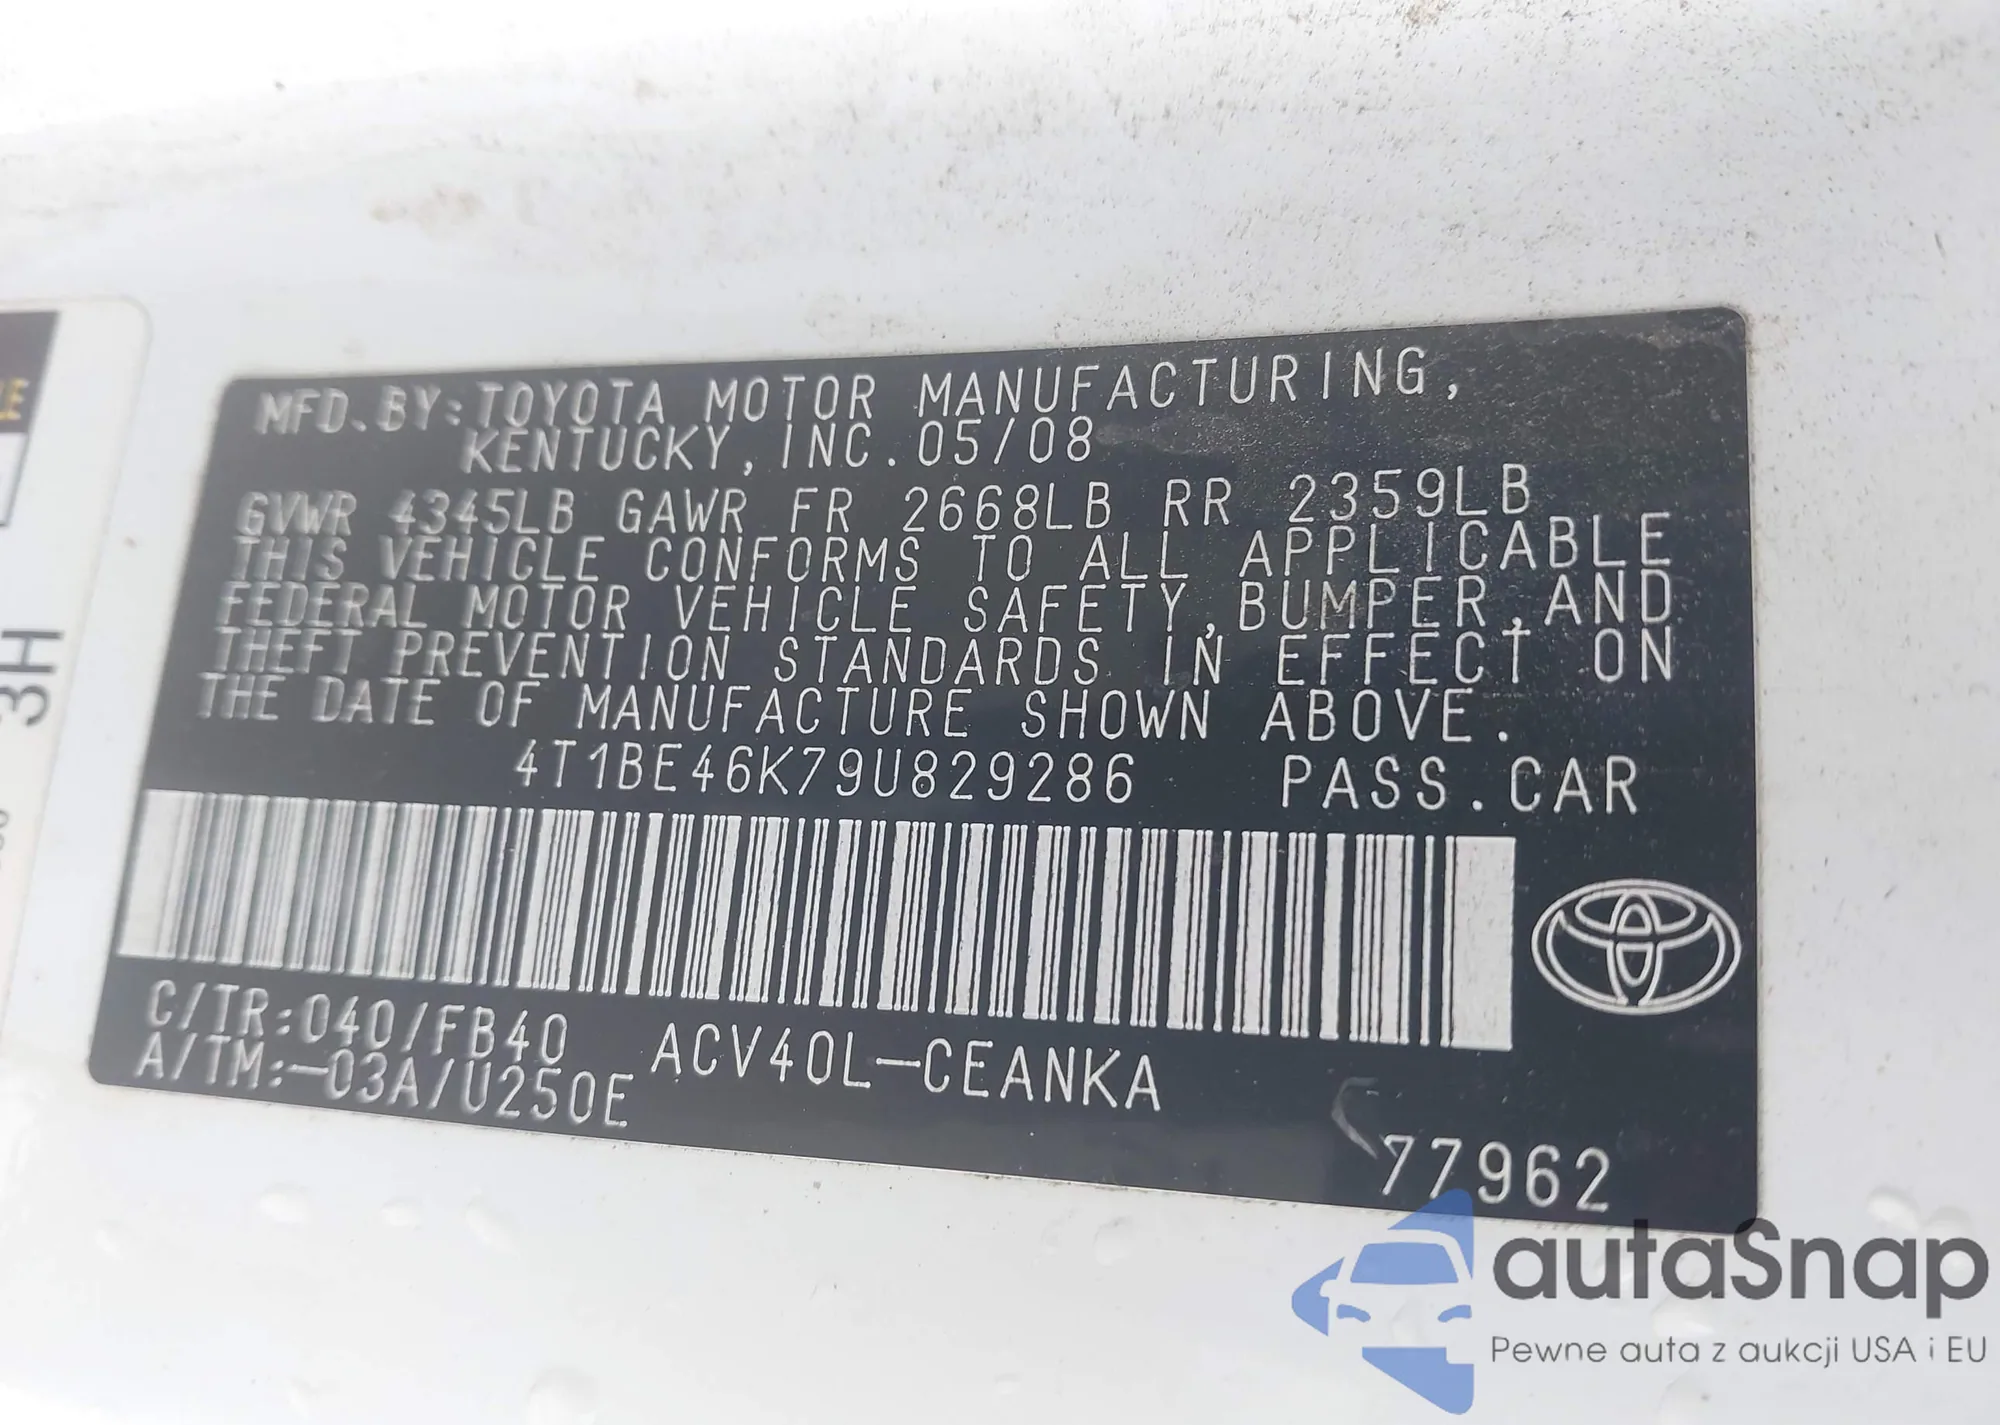 MFD.BY:TOYOTA MOTOR MANUFACTURING,
KENTUCKY, INC. 05/08
GVWR 4345LB GAWR FR 2668LB RR 2359LB
THIS VEHICLE CONFORMS TO ALL APPLICABLE
FEDERAL MOTOR VEHICLE SAFETY, BUMPER, AND
THEFT PREVENTION STANDARDS IN EFFECT ON
THE DATE OF MANUFACTURE SHOWN ABOVE.
4T1BE46K79U829286 PASS.CAR
C/TR:040/FB40 ACV40L-CEANKA
A/TM:-03A/U250E
77962
3H
autaSnap
Pewne auta z aukcji USA i EU